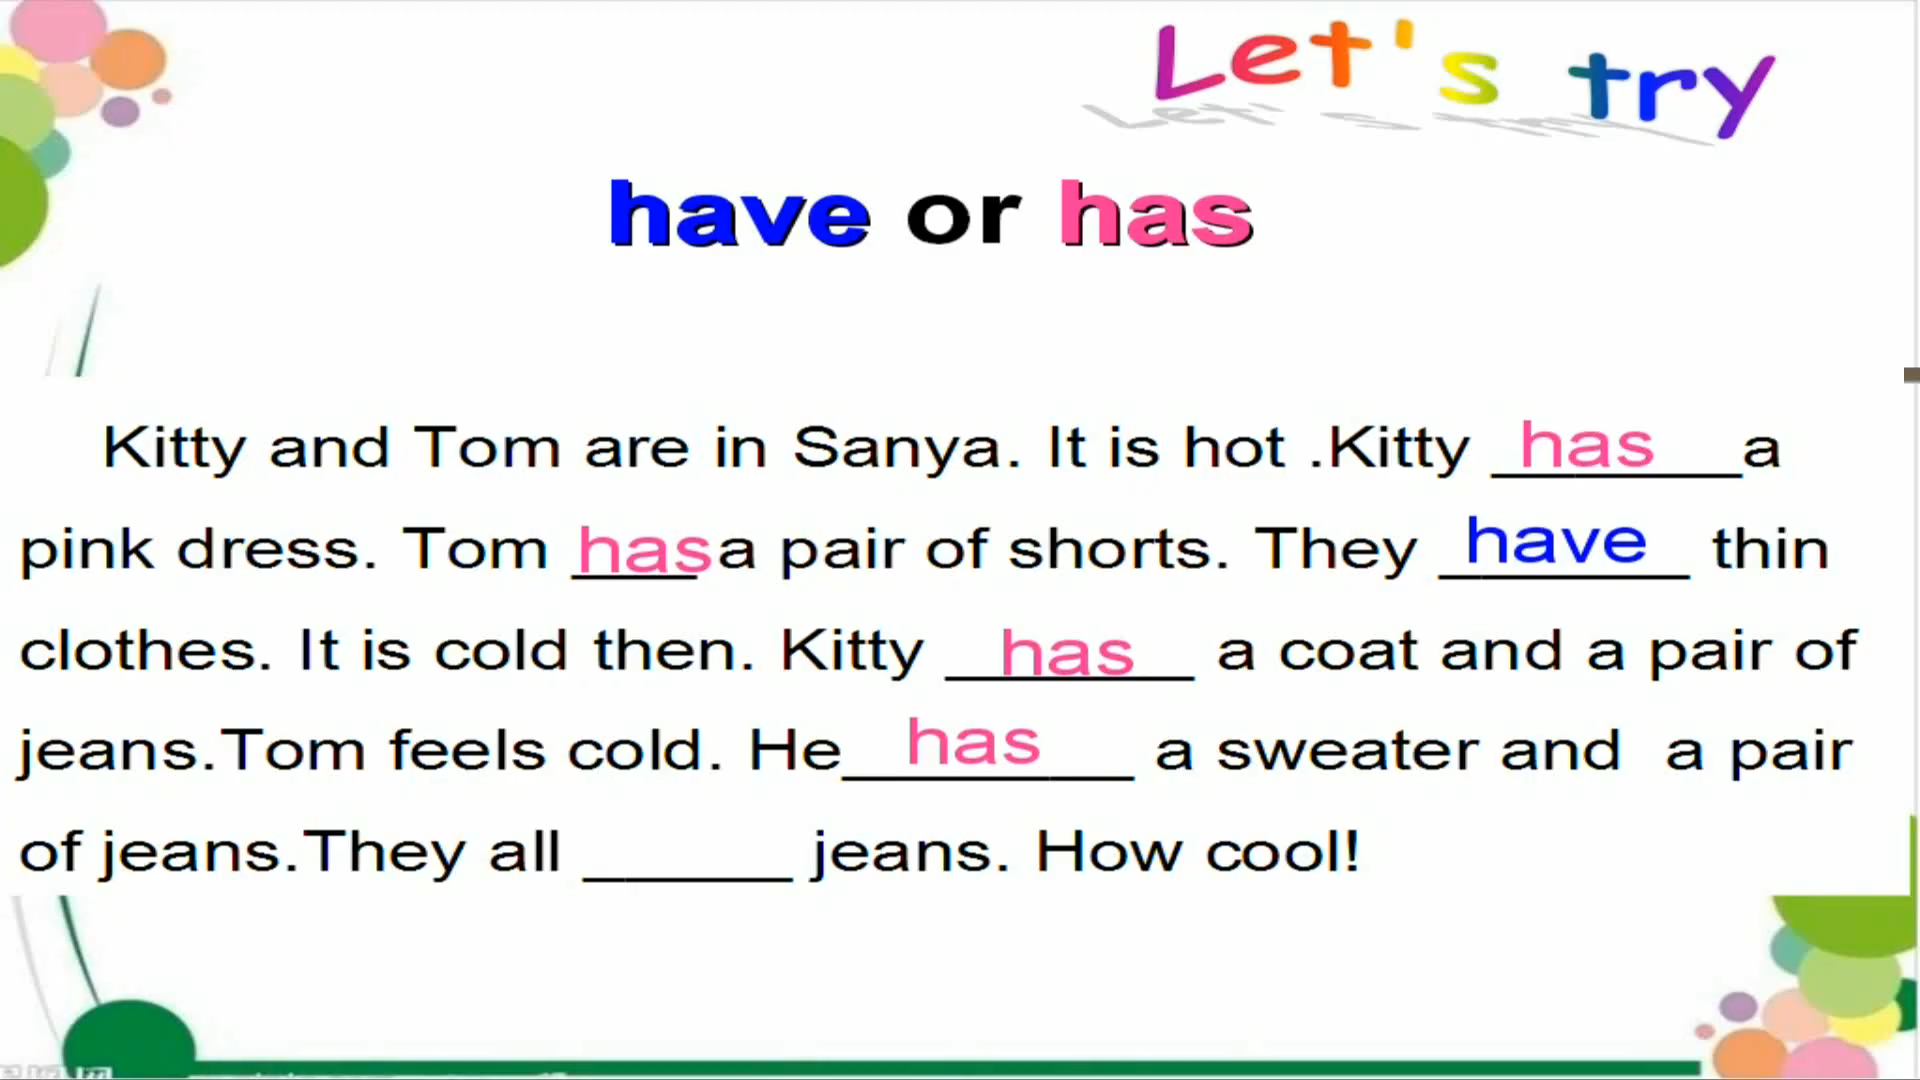 Let's try
have or has
Kitty and Tom are in Sanya. It is hot .Kitty has a
pink dress. Tom has a pair of shorts. They have thin
clothes. It is cold then. Kitty has a coat and a pair of
jeans.Tom feels cold. He has a sweater and a pair
of jeans.They all ______ jeans. How cool!